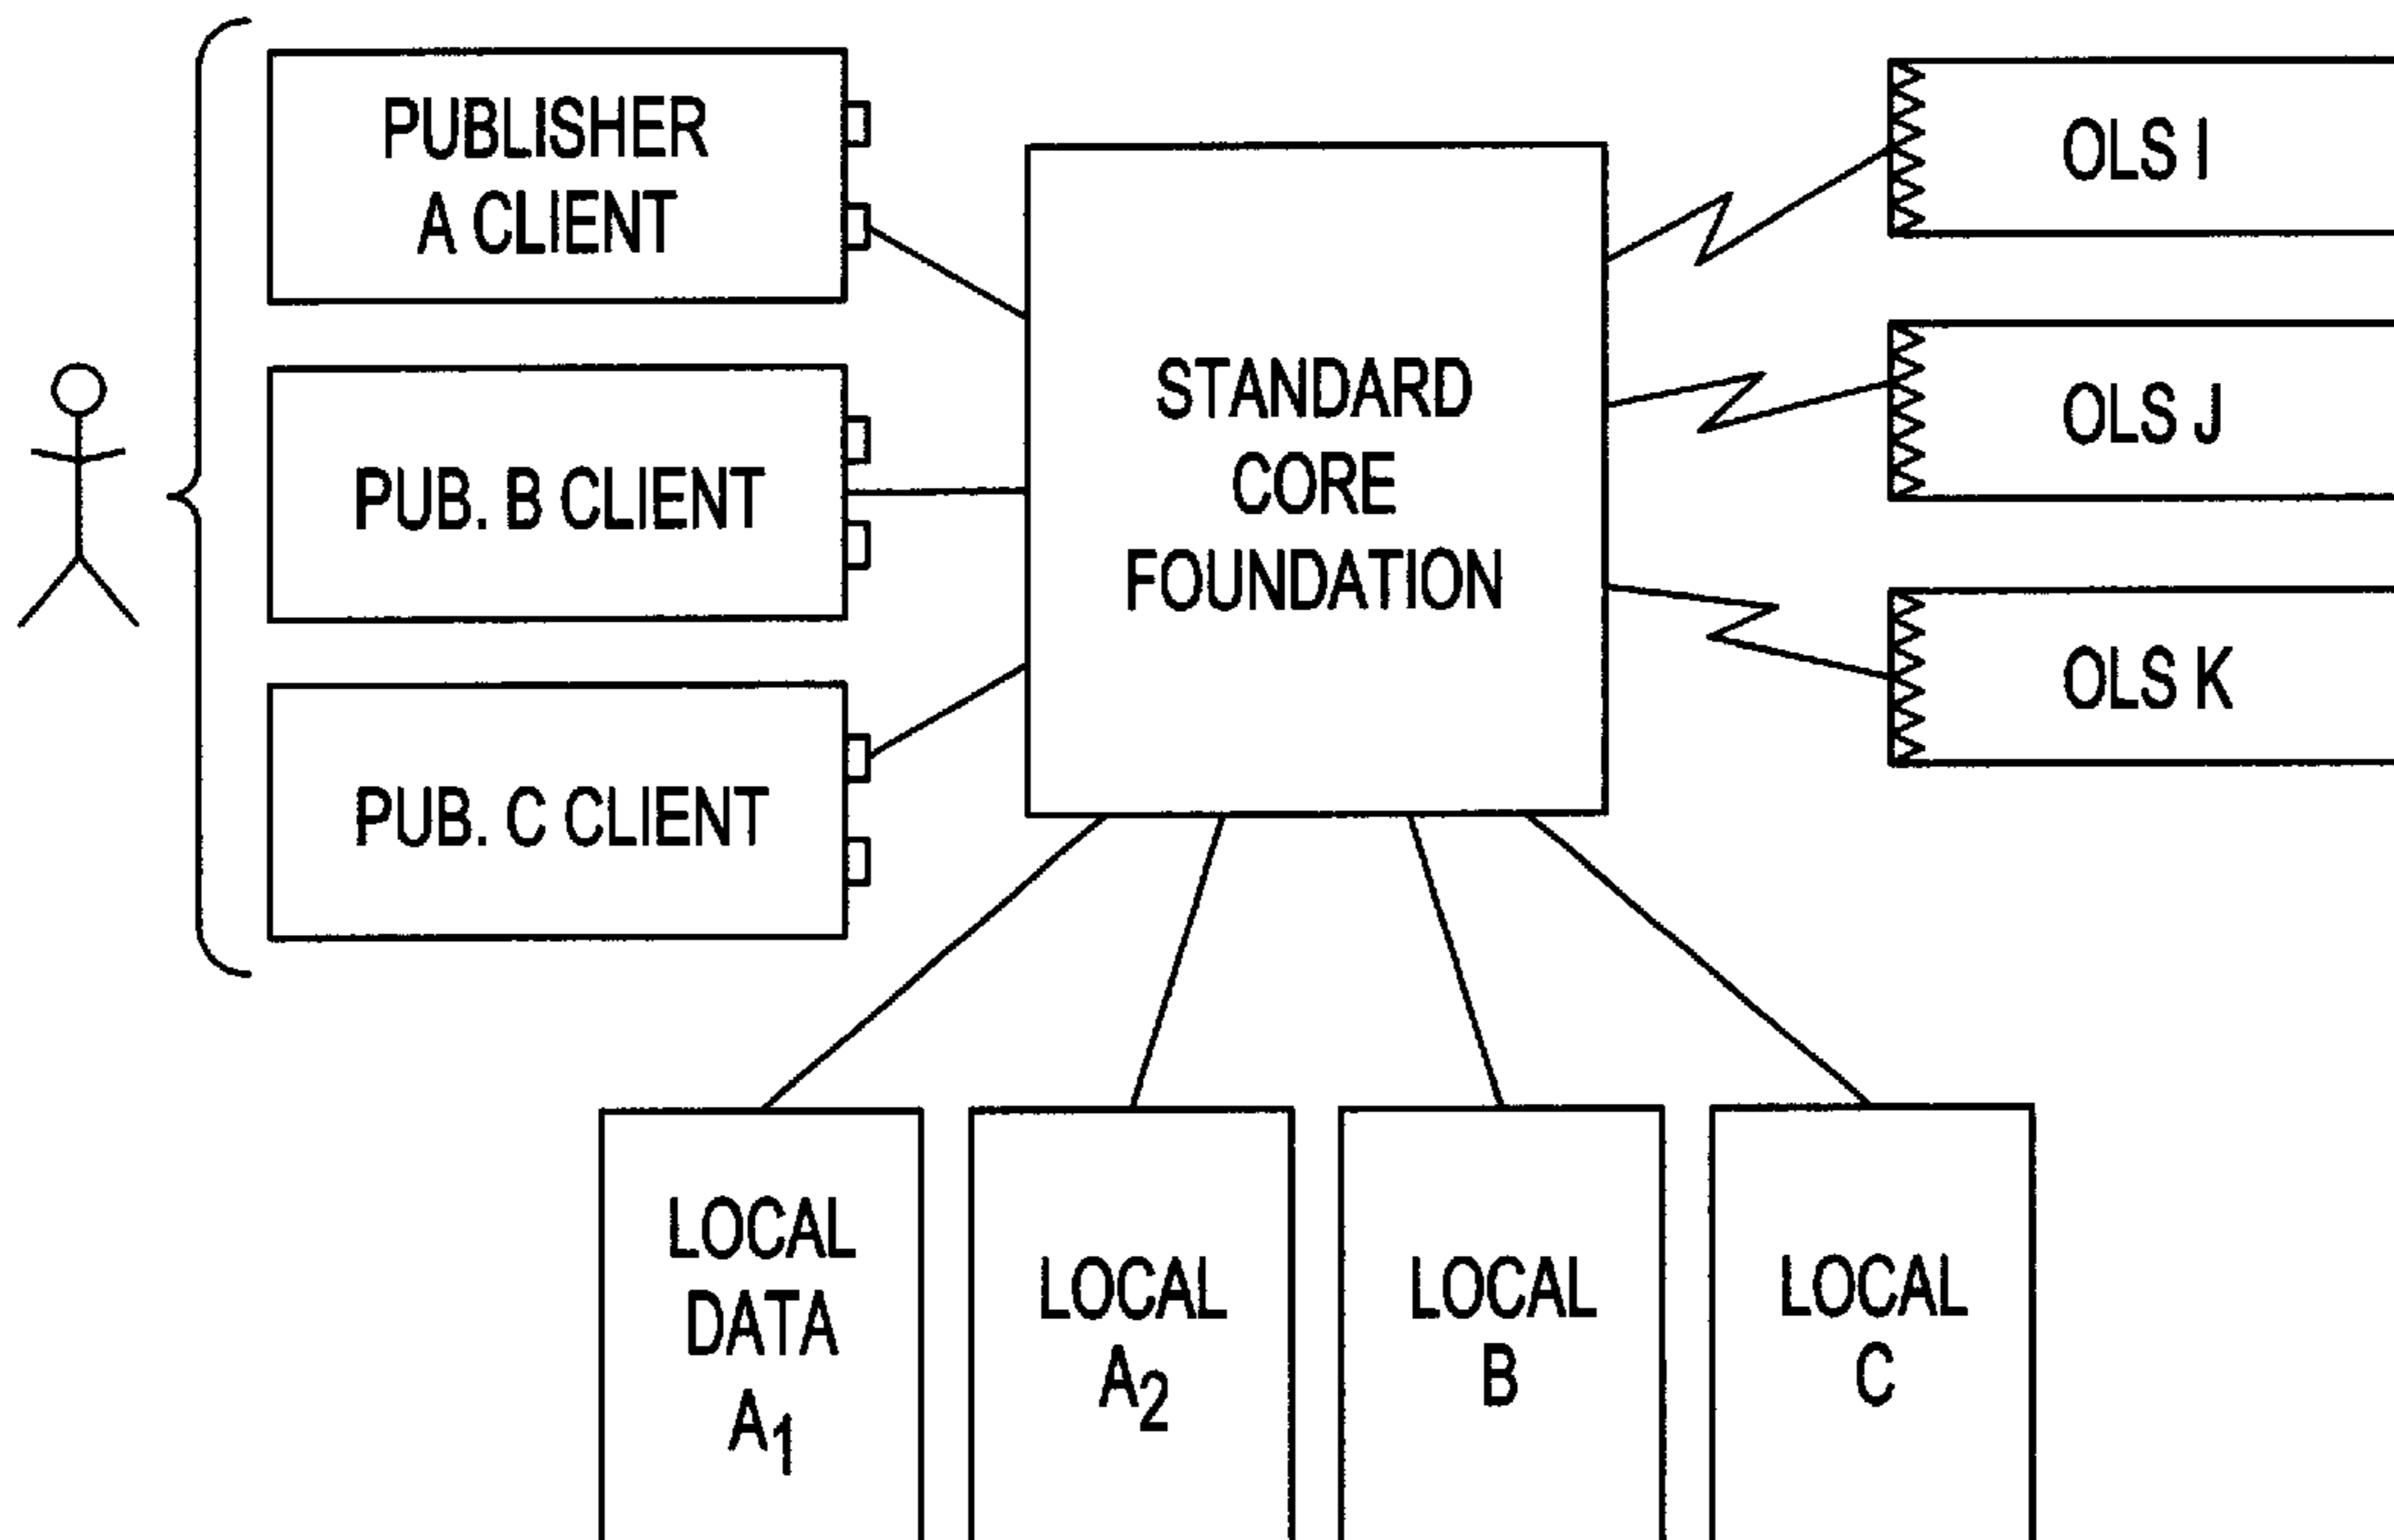 PUBLISHER
A CLIENT
PUB. B CLIENT
PUB. C CLIENT
STANDARD
CORE
FOUNDATION
OLS I
OLS J
OLS K
LOCAL
DATA
A1
LOCAL
A2
LOCAL
B
LOCAL
C